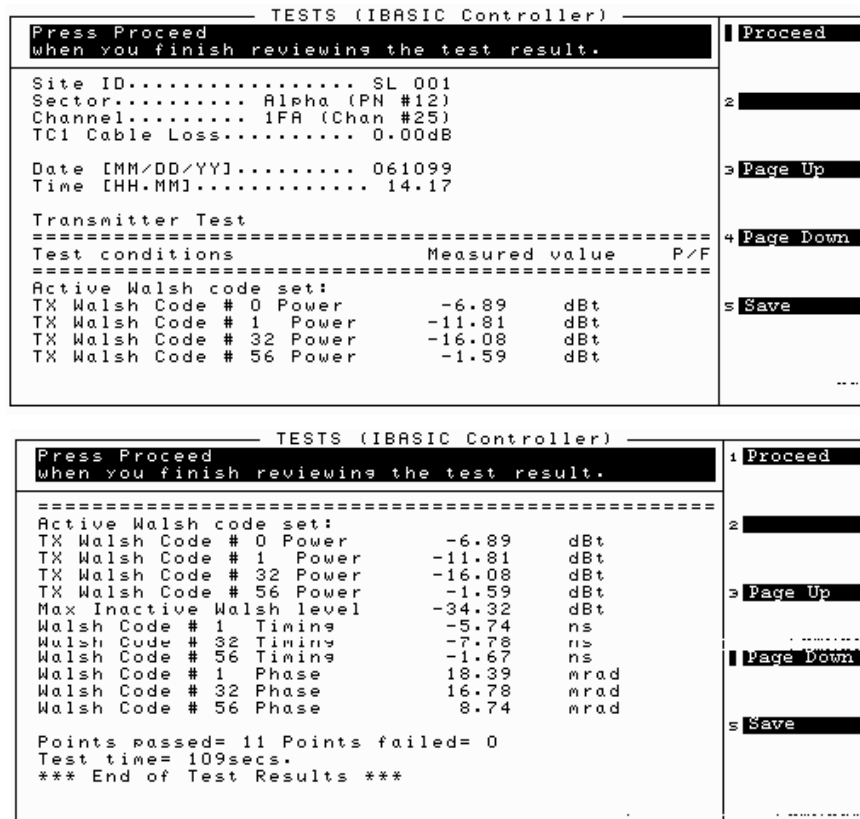 TESTS (IBASIC Controller)
Press Proceed
when you finish reviewing the test result.
Site ID................. SL 001
Sector.......... Alpha (PN #12)
Channel......... 1FA (Chan #25)
TC1 Cable Loss........... 0.00dB
Date [MM/DD/YY]......... 061099
Time [HH.MM]............. 14.17
Transmitter Test
==================================================
Test conditions Measured value P/F
==================================================
Active Walsh code set:
TX Walsh Code # 0 Power -6.89 dBt
TX Walsh Code # 1 Power -11.81 dBt
TX Walsh Code # 32 Power -16.08 dBt
TX Walsh Code # 56 Power -1.59 dBt
Proceed
2
3 Page Up
4 Page Down
5 Save
TESTS (IBASIC Controller)
Press Proceed
when you finish reviewing the test result.
==================================================
Active Walsh code set:
TX Walsh Code # 0 Power -6.89 dBt
TX Walsh Code # 1 Power -11.81 dBt
TX Walsh Code # 32 Power -16.08 dBt
TX Walsh Code # 56 Power -1.59 dBt
Max Inactive Walsh level -34.32 dBt
Walsh Code # 1 Timing -5.74 ns
Walsh Code # 32 Timing -7.78 ns
Walsh Code # 56 Timing -1.67 ns
Walsh Code # 1 Phase 18.39 mrad
Walsh Code # 32 Phase 16.78 mrad
Walsh Code # 56 Phase 8.74 mrad
Points passed= 11 Points failed= 0
Test time= 109secs.
*** End of Test Results ***
1 Proceed
2
3 Page Up
Page Down
5 Save